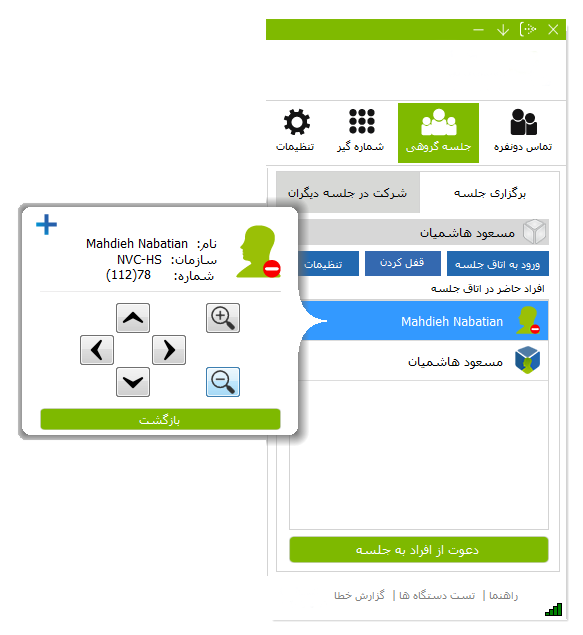 تماس دونفره
جلسه گروهی
شماره گیر
تنظیمات
برگزاری جلسه
شرکت در جلسه دیگران
مسعود هاشمیان
ورود به اتاق جلسه
قفل کردن
تنظیمات
افراد حاضر در اتاق جلسه
Mahdieh Nabatian
مسعود هاشمیان
دعوت از افراد به جلسه
راهنما | تست دستگاه ها | گزارش خطا
نام: Mahdieh Nabatian
سازمان: NVC-HS
شماره: 78(112)
بازگشت